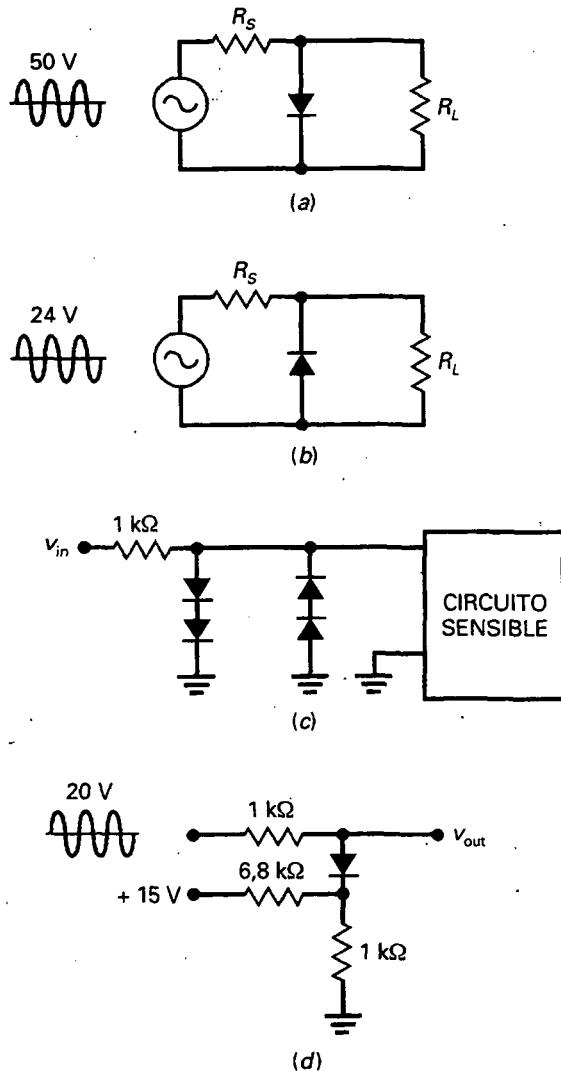 R_S
50 V
R_L
(a)
R_S
24 V
R_L
(b)
1 kΩ
v_in
CIRCUITO
SENSIBLE
(c)
20 V
1 kΩ
v_out
6,8 kΩ
+ 15 V
1 kΩ
(d)